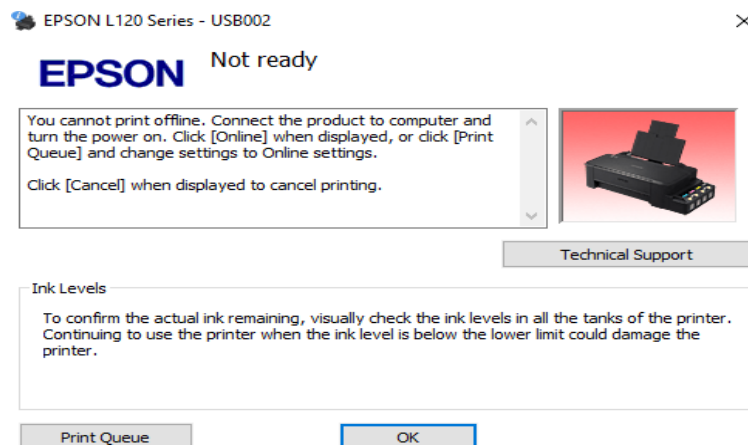 EPSON L120 Series - USB002
EPSON
Not ready
You cannot print offline. Connect the product to computer and
turn the power on. Click [Online] when displayed, or click [Print
Queue] and change settings to Online settings.
Click [Cancel] when displayed to cancel printing.
Technical Support
Ink Levels
To confirm the actual ink remaining, visually check the ink levels in all the tanks of the printer.
Continuing to use the printer when the ink level is below the lower limit could damage the
printer.
Print Queue
OK